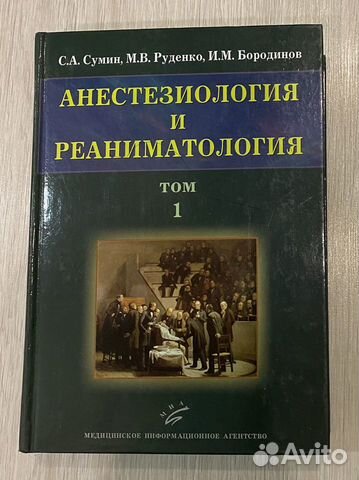 С.А. Сумин, М.В. Руденко, И.М. Бородинов
АНЕСТЕЗИОЛОГИЯ
И
РЕАНИМАТОЛОГИЯ
ТОМ
1
МИА
МЕДИЦИНСКОЕ ИНФОРМАЦИОННОЕ АГЕНТСТВО
Avito